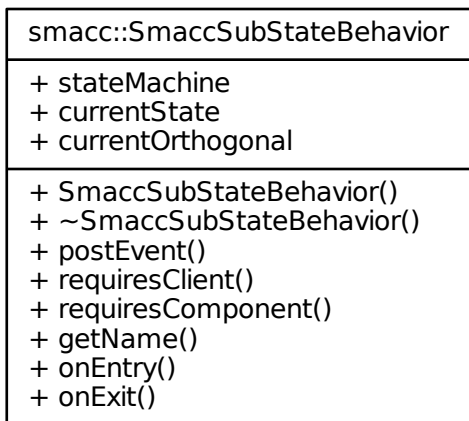 smacc::SmaccSubStateBehavior
+ stateMachine
+ currentState
+ currentOrthogonal
+ SmaccSubStateBehavior()
+ ~SmaccSubStateBehavior()
+ postEvent()
+ requiresClient()
+ requiresComponent()
+ getName()
+ onEntry()
+ onExit()